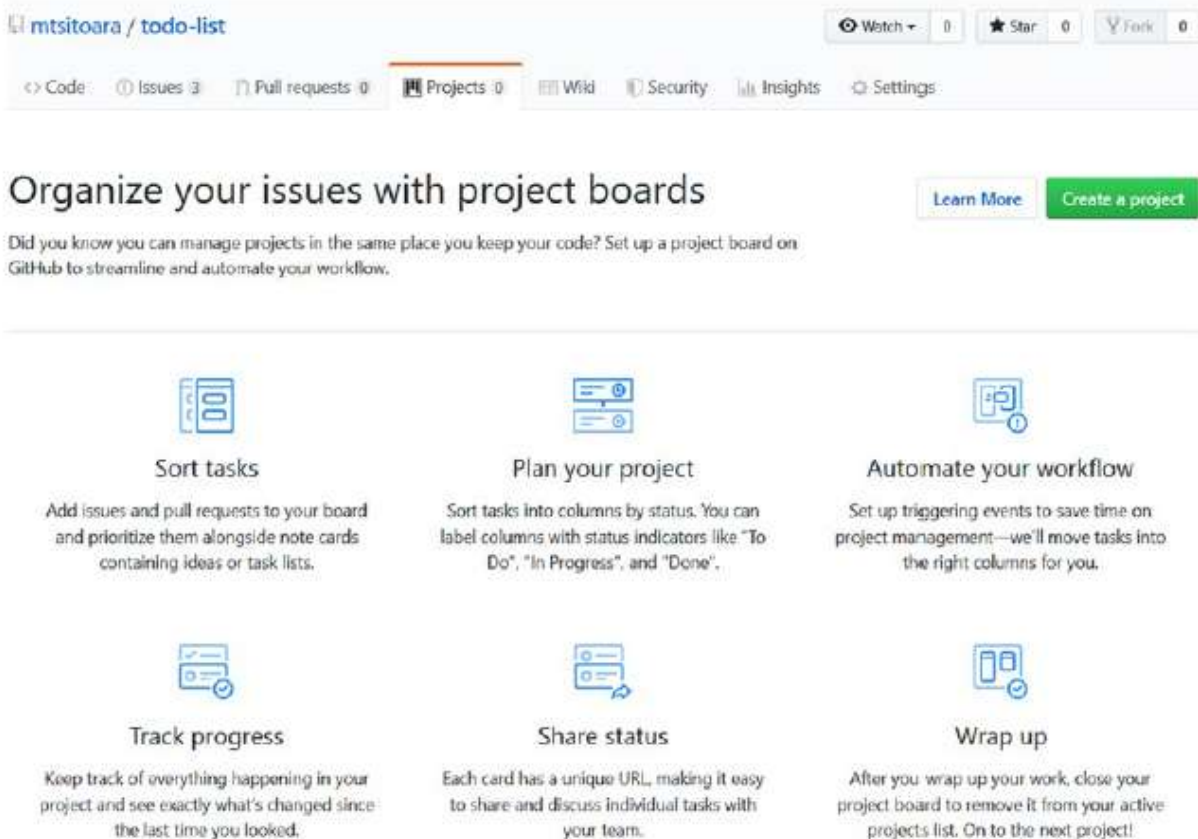 mtsitoara / todo-list
Watch 0 Star 0 Fork 0
Code Issues 3 Pull requests 0 Projects 0 Wiki Security Insights Settings
Organize your issues with project boards
Learn More Create a project
Did you know you can manage projects in the same place you keep your code? Set up a project board on
GitHub to streamline and automate your workflow.
Sort tasks
Add issues and pull requests to your board
and prioritize them alongside note cards
containing ideas or task lists.
Plan your project
Sort tasks into columns by status. You can
label columns with status indicators like "To
Do", "In Progress", and "Done".
Automate your workflow
Set up triggering events to save time on
project management—we'll move tasks into
the right columns for you.
Track progress
Keep track of everything happening in your
project and see exactly what's changed since
the last time you looked.
Share status
Each card has a unique URL, making it easy
to share and discuss individual tasks with
your team.
Wrap up
After you wrap up your work, close your
project board to remove it from your active
projects list. On to the next project!